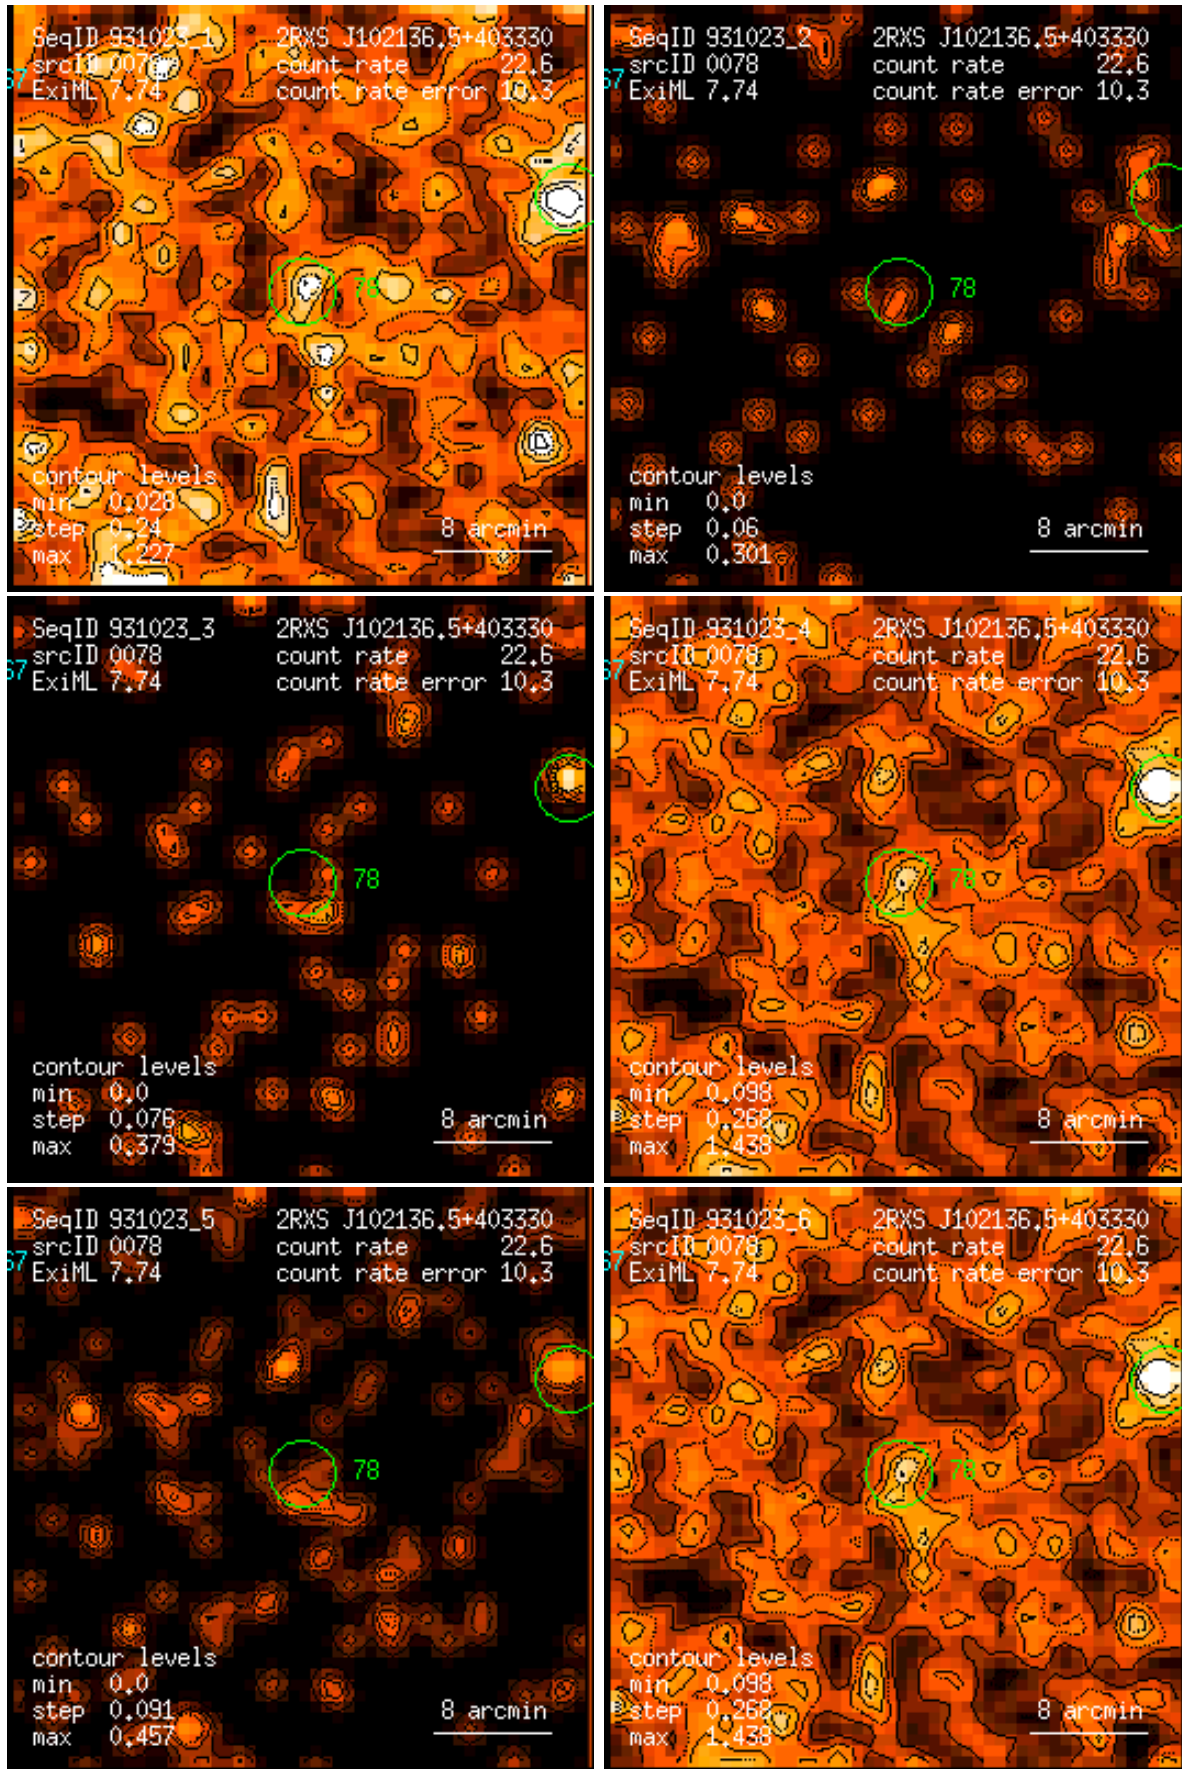 SeqID 931023_1 2RXS J102136.5+403330
srcID 0078 count rate 22.6
67
ExiML 7.74 count rate error 10.3
78
contour levels
min 0.028
step 0.24 8 arcmin
max 1.227
SeqID 931023_2 2RXS J102136.5+403330
srcID 0078 count rate 22.6
67
ExiML 7.74 count rate error 10.3
78
contour levels
min 0.0
step 0.06 8 arcmin
max 0.301
SeqID 931023_3 2RXS J102136.5+403330
srcID 0078 count rate 22.6
67
ExiML 7.74 count rate error 10.3
78
contour levels
min 0.0
step 0.076 8 arcmin
max 0.379
SeqID 931023_4 2RXS J102136.5+403330
srcID 0078 count rate 22.6
67
ExiML 7.74 count rate error 10.3
78
contour levels
min 0.098
step 0.268 8 arcmin
max 1.438
SeqID 931023_5 2RXS J102136.5+403330
srcID 0078 count rate 22.6
67
ExiML 7.74 count rate error 10.3
78
contour levels
min 0.0
step 0.091 8 arcmin
max 0.457
SeqID 931023_6 2RXS J102136.5+403330
srcID 0078 count rate 22.6
67
ExiML 7.74 count rate error 10.3
78
contour levels
min 0.098
step 0.268 8 arcmin
max 1.438